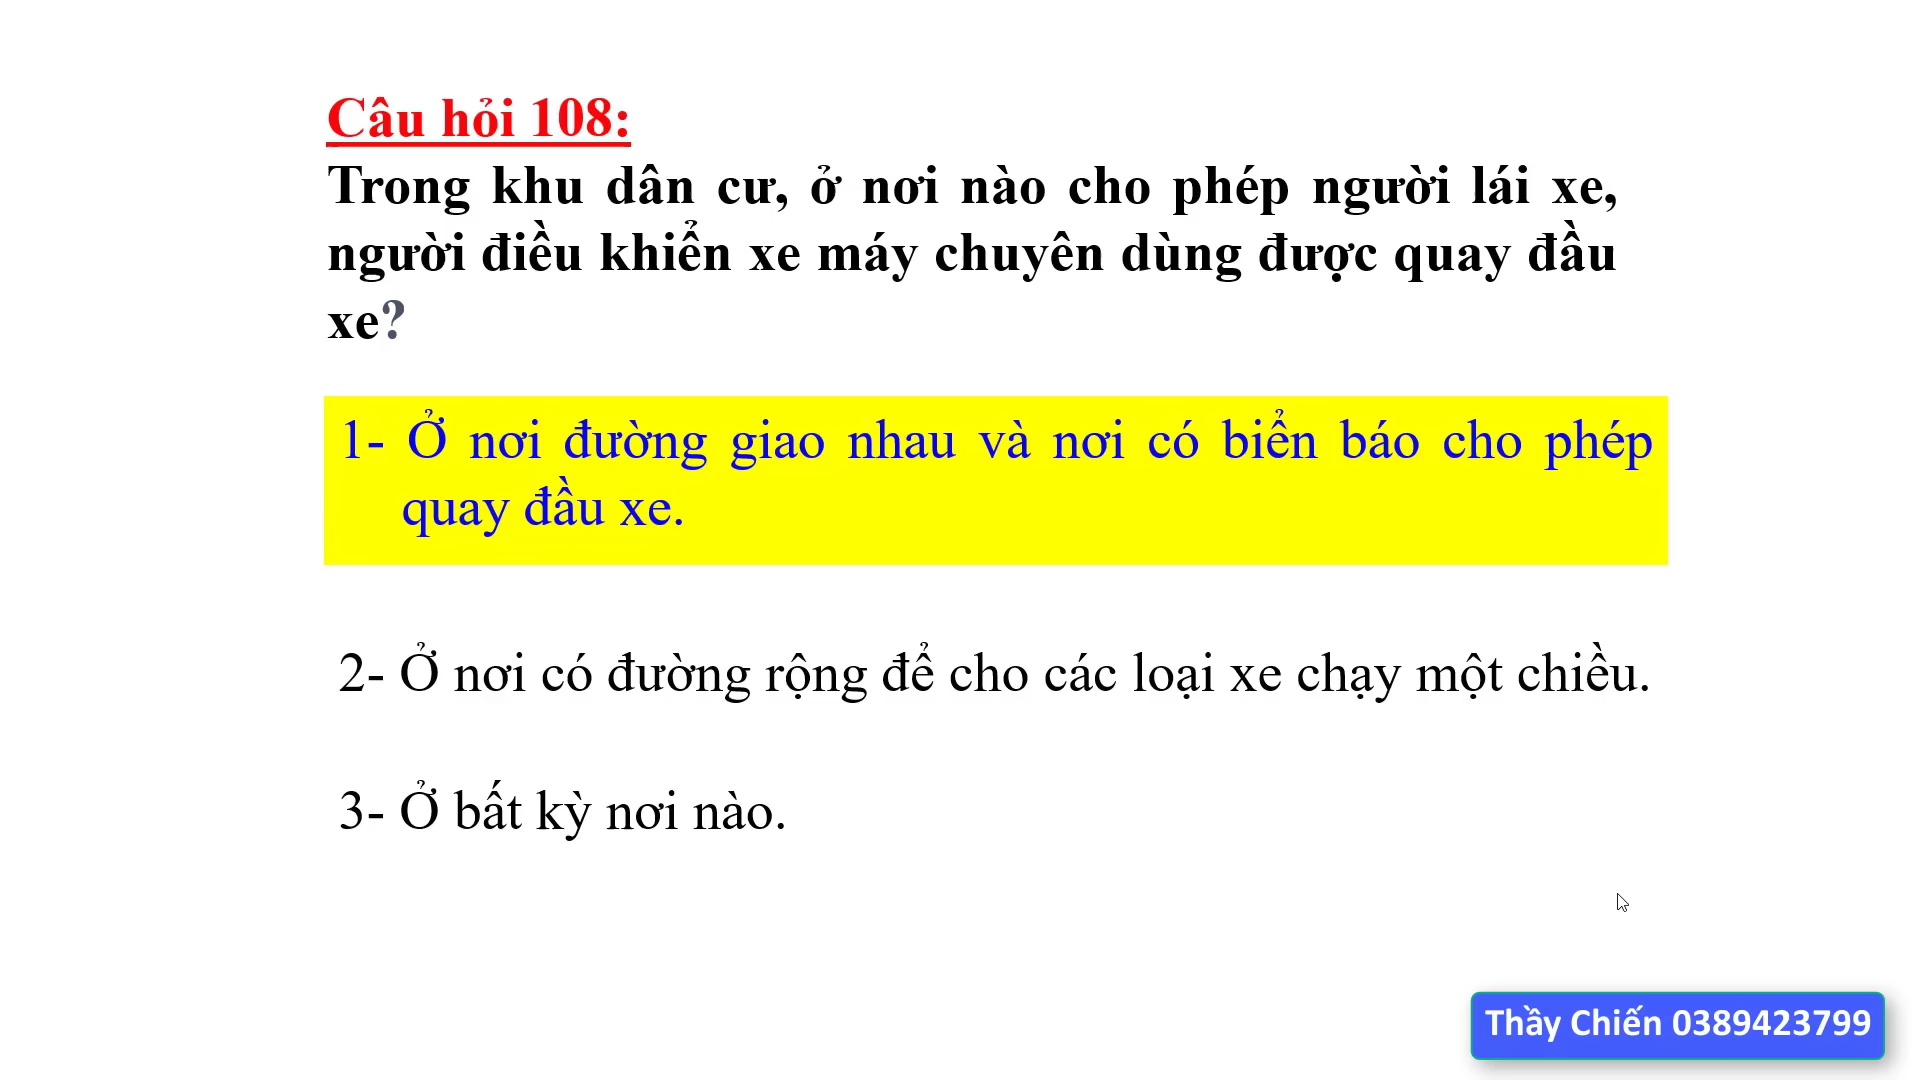 Câu hỏi 108:
Trong khu dân cư, ở nơi nào cho phép người lái xe,
người điều khiển xe máy chuyên dùng được quay đầu
xe?
1- Ở nơi đường giao nhau và nơi có biển báo cho phép
quay đầu xe.
2- Ở nơi có đường rộng để cho các loại xe chạy một chiều.
3- Ở bất kỳ nơi nào.
Thầy Chiến 0389423799